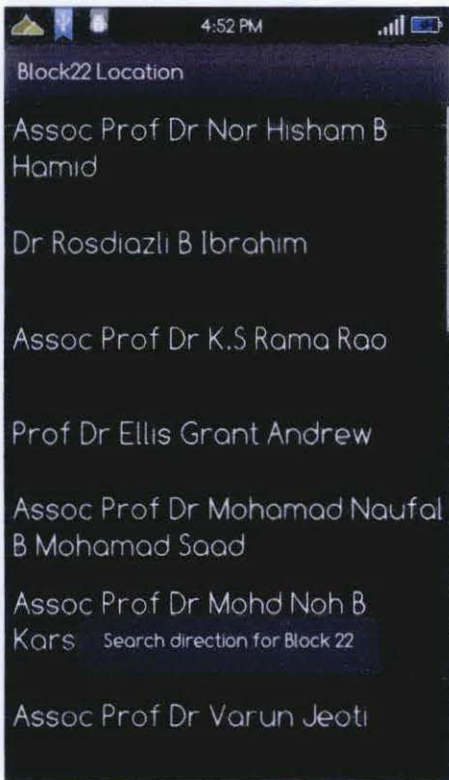 4:52 PM
Block22 Location
Assoc Prof Dr Nor Hisham B
Hamid
Dr Rosdiazli B Ibrahim
Assoc Prof Dr K.S Rama Rao
Prof Dr Ellis Grant Andrew
Assoc Prof Dr Mohamad Naufal
B Mohamad Saad
Assoc Prof Dr Mohd Noh B
Kars
Search direction for Block 22
Assoc Prof Dr Varun Jeoti